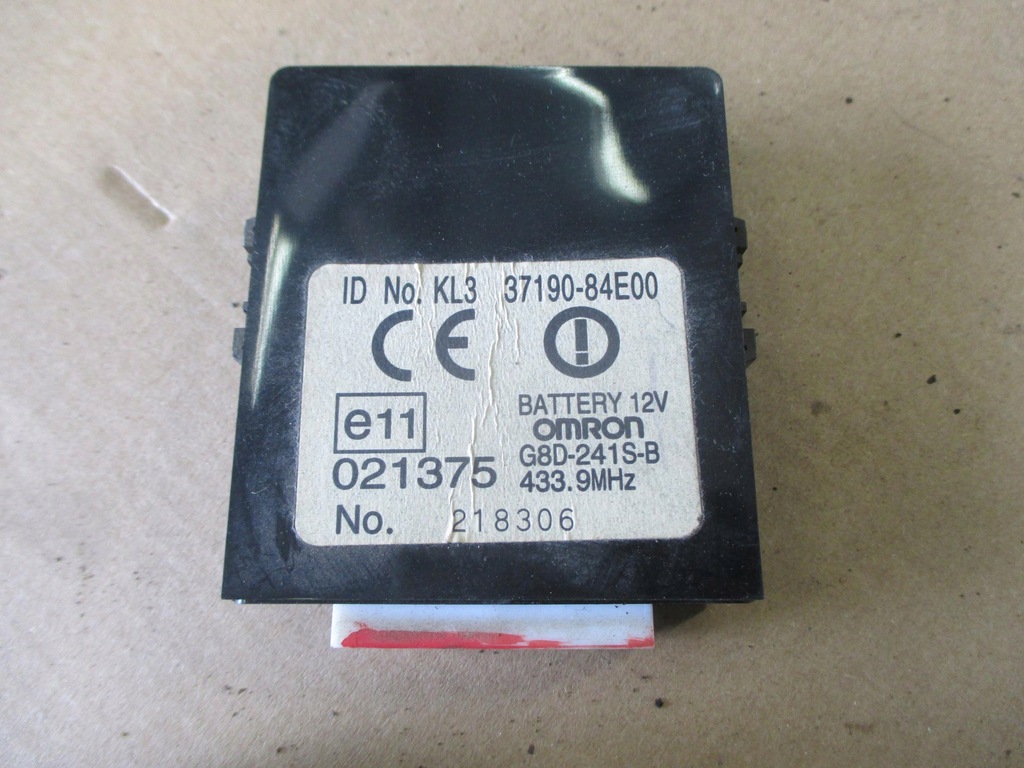 ID No. KL3 37190-84E00
CE
e11
BATTERY 12V
OMRON
021375
G8D-241S-B
433.9MHz
No. 218306